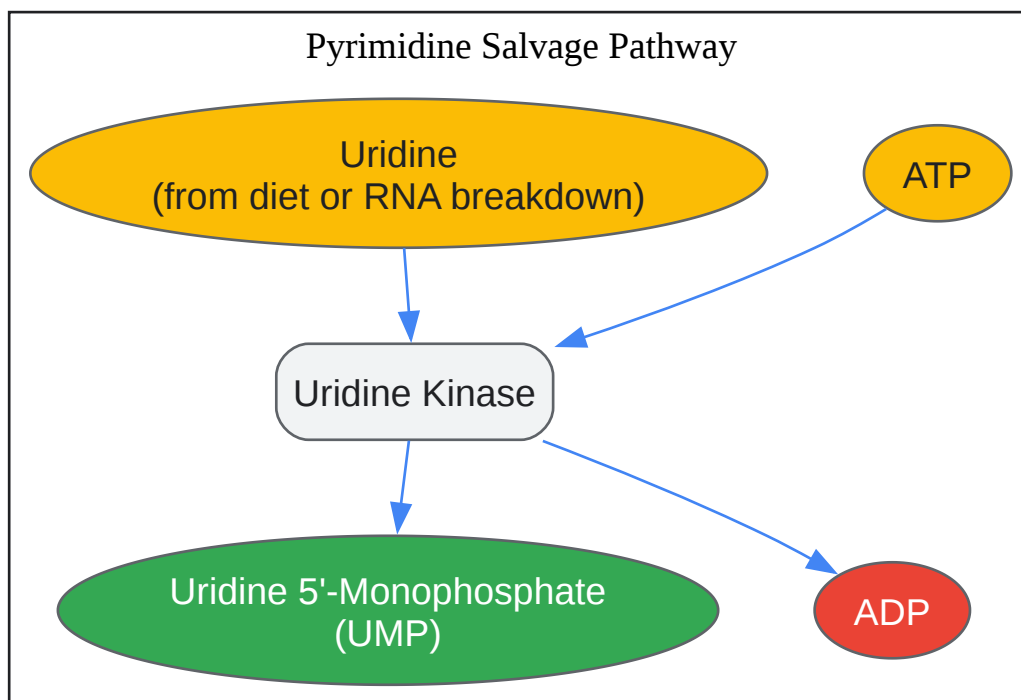 Pyrimidine Salvage Pathway
Uridine
(from diet or RNA breakdown)
ATP
Uridine Kinase
Uridine 5'-Monophosphate
(UMP)
ADP